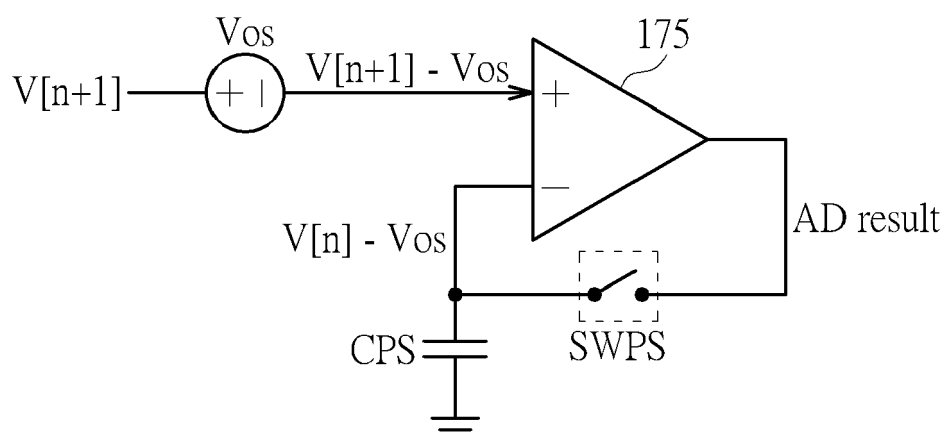 Vos
175
V[n+1]
V[n+1] - Vos
+ −
+
−
V[n] - Vos
AD result
CPS
SWPS